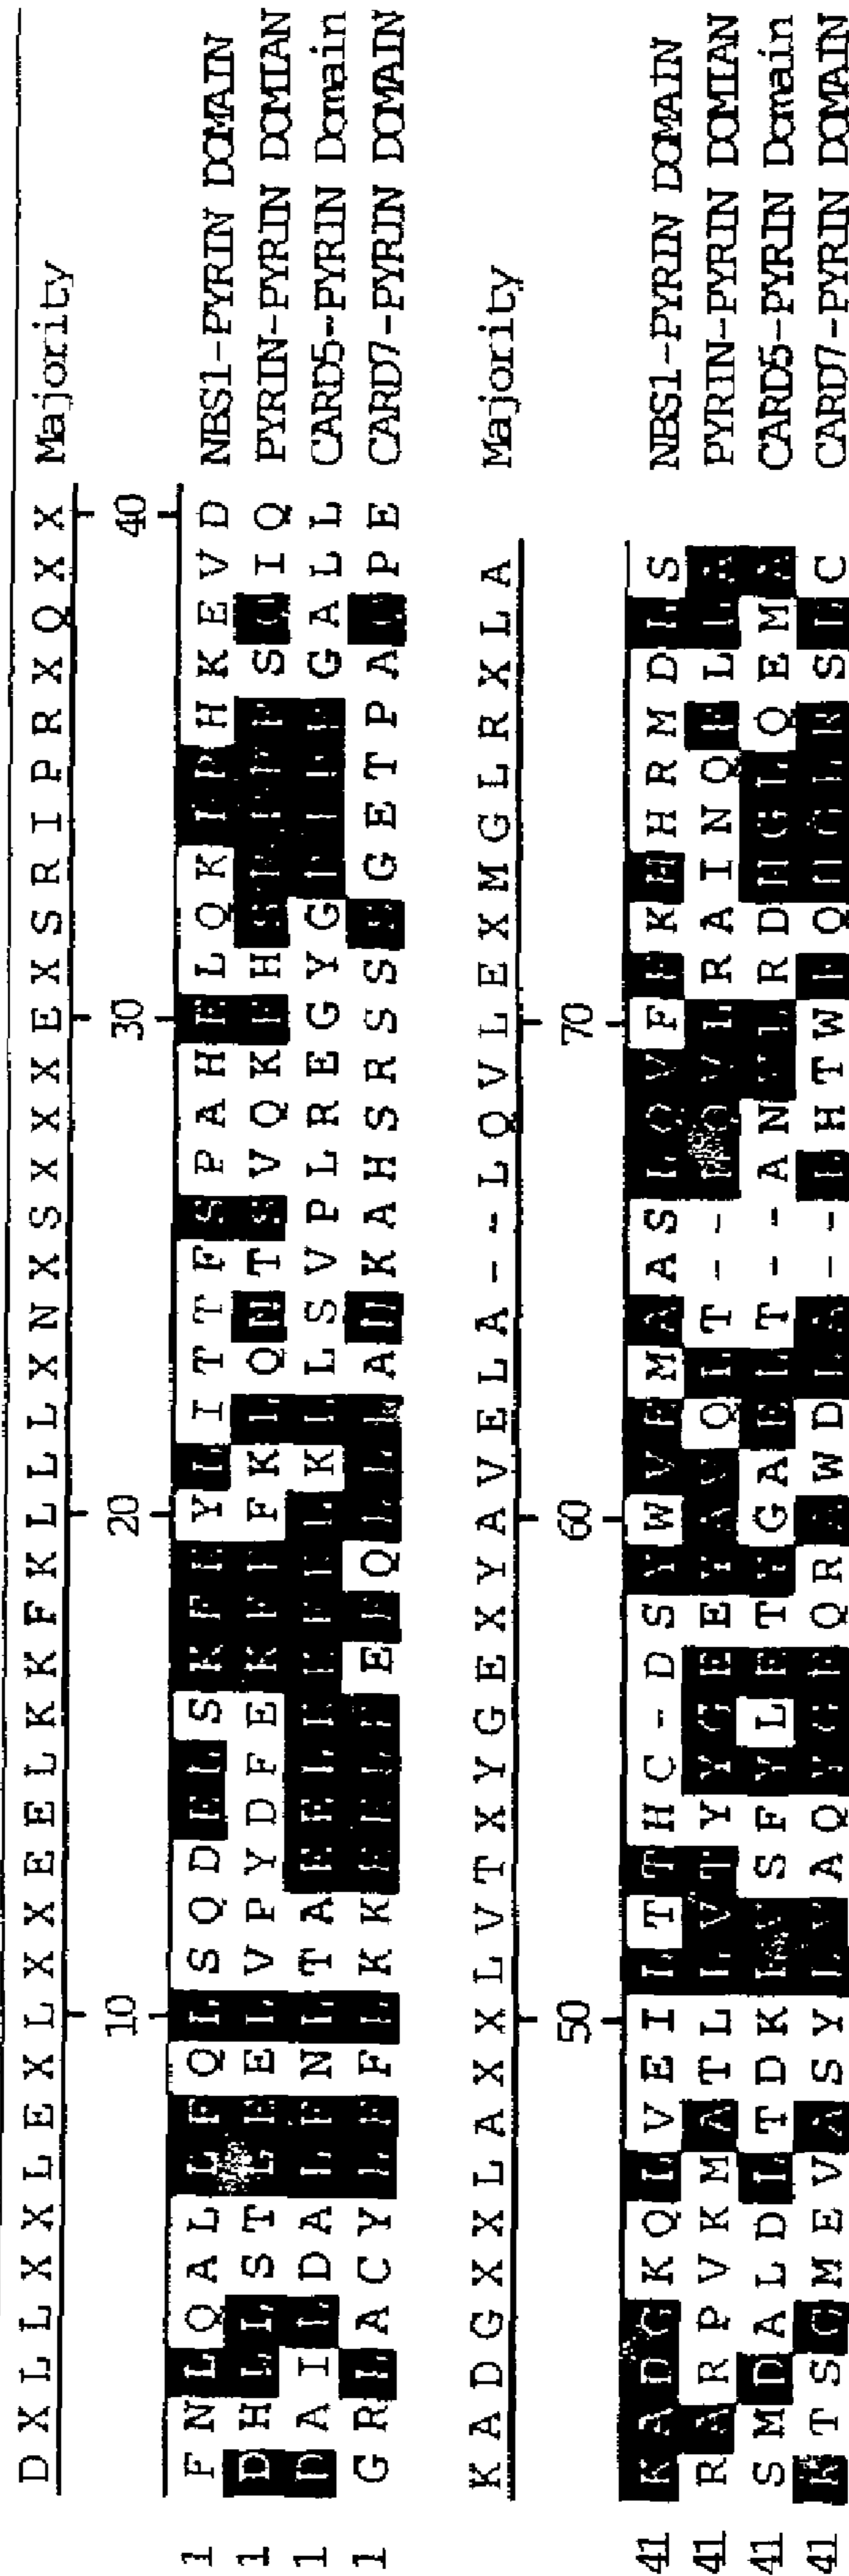 D X L L X X L E X L X X E E L K K F K L L L X N X S X X X E X S R I P R X Q X X Majority
10 20 30 40
1 F N L Q A L L E Q L S Q D E L S K F K Y L I T T F S P A H E L Q K I P H K E V D NBS1-PYRIN DOMAIN
1 D H L L S T L E E L V P Y D F E K F K F K L Q N T S V Q K E H S R I P R S Q I Q PYRIN-PYRIN DOMIAN
1 D A I L D A L E N L T A E E L K K F K L K L L S V P L R E G Y G R I P R G A L L CARD5-PYRIN Domain
1 G R L A C Y L E F L K K E E L K E F Q L L L A N K A H S R S S S G E T P A Q P E CARD7-PYRIN DOMAIN
K A D G X X L A X X L V T X Y G E X Y A V E L A - - L Q V L E X M G L R X L A Majority
50 60 70
41 K A D G K Q L V E I L T T H C - D S Y W V E M A A S L Q V F E K M H R M D L S NBS1-PYRIN DOMAIN
41 R A R P V K M A T L L V T Y Y G E E Y A V Q L T - - L Q V L R A I N Q R L L A PYRIN-PYRIN DOMIAN
41 S M D A L D L T D K L V S F Y L E T Y G A E L T - - A N V L R D M G L Q E M A CARD5-PYRIN Domain
41 K T S G M E V A S Y L V A Q Y G E Q R A W D L A - - L H T W E Q M G L R S L C CARD7-PYRIN DOMAIN